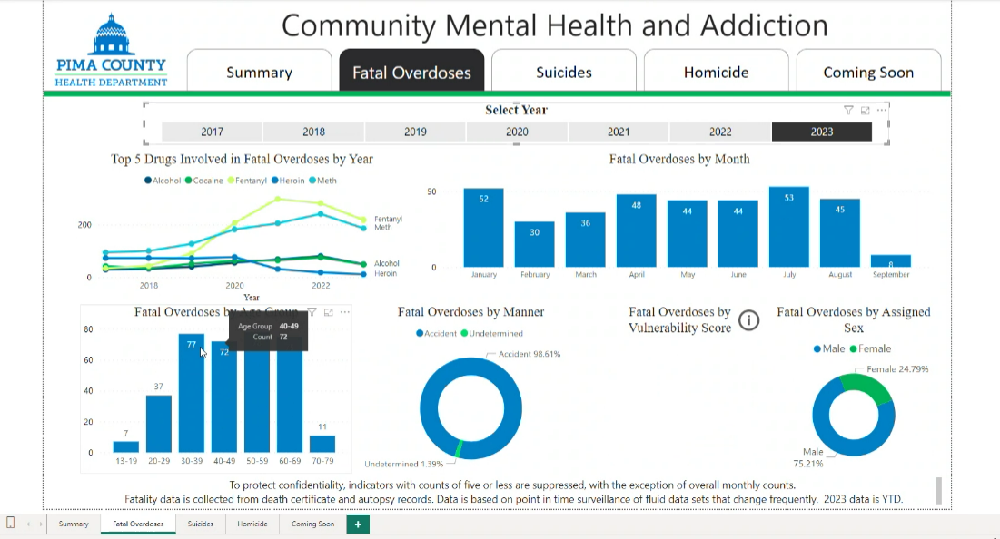 Community Mental Health and Addiction
PIMA COUNTY
HEALTH DEPARTMENT
Summary
Fatal Overdoses
Suicides
Homicide
Coming Soon
Select Year
2017 2018 2019 2020 2021 2022 2023
Top 5 Drugs Involved in Fatal Overdoses by Year
Alcohol Cocaine Fentanyl Heroin Meth
200
0
Fentanyl
Meth
Alcohol
Heroin
2018 2020 2022
Year
Fatal Overdoses by Month
50
0
52 30 36 48 44 44 53 45 8
January February March April May June July August September
Fatal Overdoses by Age Group
Age Group 40-49
Count 72
80
60
40
20
0
7 37 77 72 11
13-19 20-29 30-39 40-49 50-59 60-69 70-79
Fatal Overdoses by Manner
Accident Undetermined
Accident 98.61%
Undetermined 1.39%
Fatal Overdoses by
Vulnerability Score
i
Fatal Overdoses by Assigned
Sex
Male Female
Female 24.79%
Male
75.21%
To protect confidentiality, indicators with counts of five or less are suppressed, with the exception of overall monthly counts.
Fatality data is collected from death certificate and autopsy records. Data is based on point in time surveillance of fluid data sets that change frequently. 2023 data is YTD.
Summary Fatal Overdoses Suicides Homicide Coming Soon +